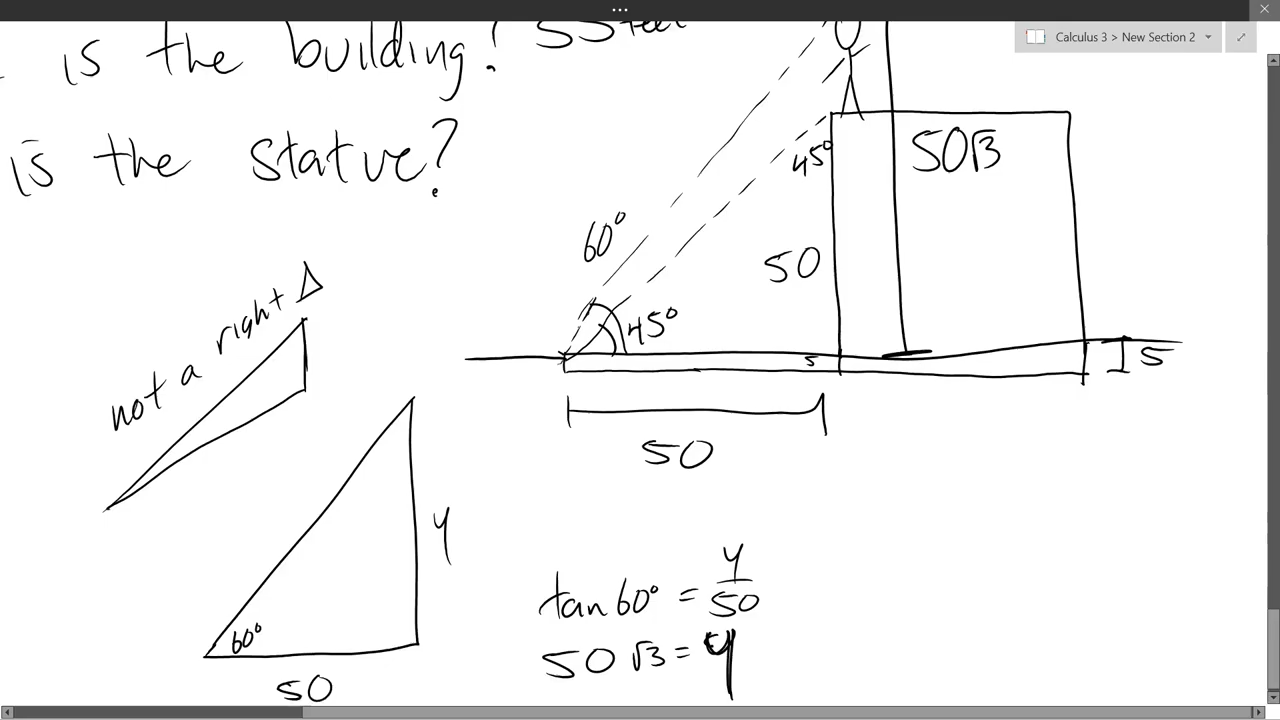 is the building? 55 feet
is the statue?
Calculus 3 > New Section 2
50√3
45°
60°
50
45°
5
5
50
not a right △
y
60°
50
tan 60° = y/50
50 √3 = y